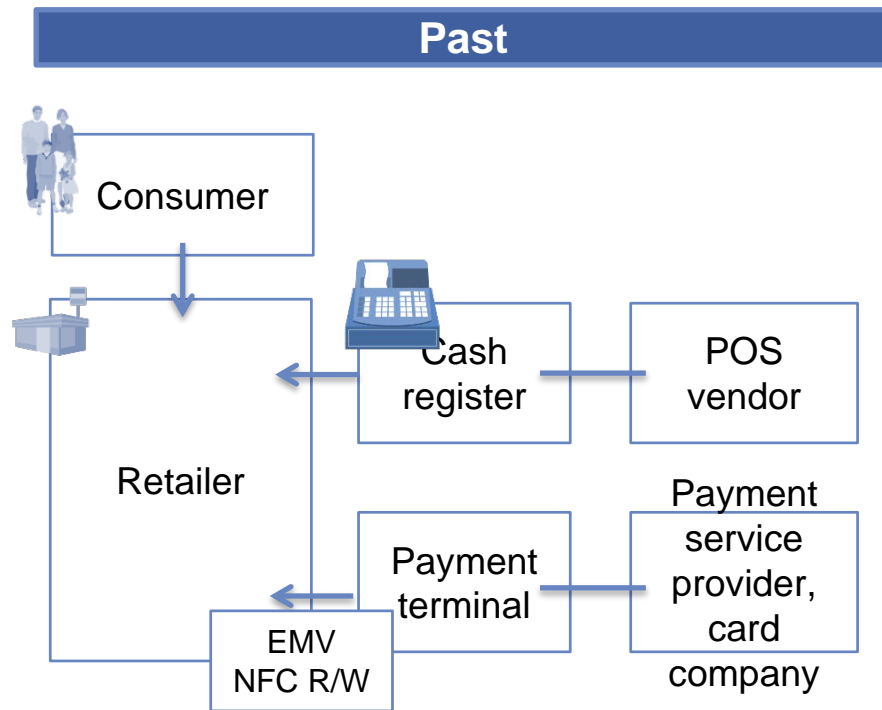 Past
Consumer
Cash
register
POS
vendor
Retailer
Payment
terminal
Payment
service
provider,
card
company
EMV
NFC R/W